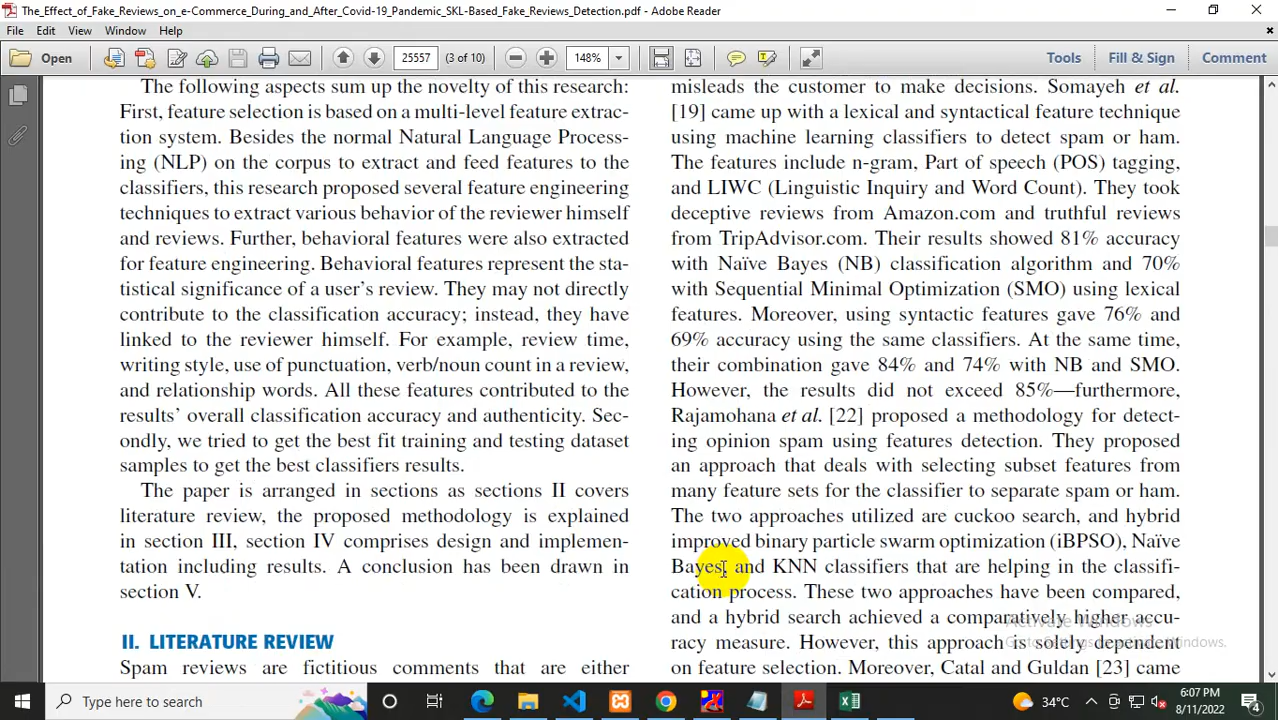 The_Effect_of_Fake_Reviews_on_e-Commerce_During_and_After_Covid-19_Pandemic_SKL-Based_Fake_Reviews_Detection.pdf - Adobe Reader
File Edit View Window Help
Open 25557 (3 of 10) 148% Tools Fill & Sign Comment
The following aspects sum up the novelty of this research:
First, feature selection is based on a multi-level feature extrac-
tion system. Besides the normal Natural Language Process-
ing (NLP) on the corpus to extract and feed features to the
classifiers, this research proposed several feature engineering
techniques to extract various behavior of the reviewer himself
and reviews. Further, behavioral features were also extracted
for feature engineering. Behavioral features represent the sta-
tistical significance of a user's review. They may not directly
contribute to the classification accuracy; instead, they have
linked to the reviewer himself. For example, review time,
writing style, use of punctuation, verb/noun count in a review,
and relationship words. All these features contributed to the
results' overall classification accuracy and authenticity. Sec-
ondly, we tried to get the best fit training and testing dataset
samples to get the best classifiers results.
The paper is arranged in sections as sections II covers
literature review, the proposed methodology is explained
in section III, section IV comprises design and implemen-
tation including results. A conclusion has been drawn in
section V.
II. LITERATURE REVIEW
Spam reviews are fictitious comments that are either
misleads the customer to make decisions. Somayeh et al.
[19] came up with a lexical and syntactical feature technique
using machine learning classifiers to detect spam or ham.
The features include n-gram, Part of speech (POS) tagging,
and LIWC (Linguistic Inquiry and Word Count). They took
deceptive reviews from Amazon.com and truthful reviews
from TripAdvisor.com. Their results showed 81% accuracy
with Naïve Bayes (NB) classification algorithm and 70%
with Sequential Minimal Optimization (SMO) using lexical
features. Moreover, using syntactic features gave 76% and
69% accuracy using the same classifiers. At the same time,
their combination gave 84% and 74% with NB and SMO.
However, the results did not exceed 85%—furthermore,
Rajamohana et al. [22] proposed a methodology for detect-
ing opinion spam using features detection. They proposed
an approach that deals with selecting subset features from
many feature sets for the classifier to separate spam or ham.
The two approaches utilized are cuckoo search, and hybrid
improved binary particle swarm optimization (iBPSO), Naïve
Bayes, and KNN classifiers that are helping in the classifi-
cation process. These two approaches have been compared,
and a hybrid search achieved a comparatively higher accu-
racy measure. However, this approach is solely dependent
on feature selection. Moreover, Catal and Guldan [23] came
Activate Windows
Go to Settings to activate Windows.
Type here to search
34°C
6:07 PM
8/11/2022
4